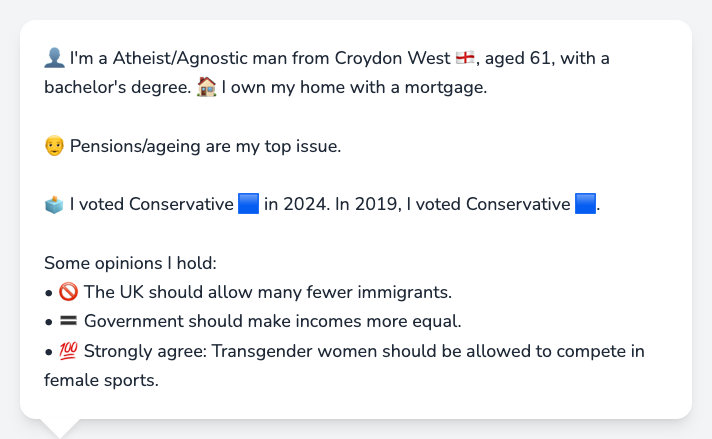 👤 I'm a Atheist/Agnostic man from Croydon West 🏴󠁧󠁢󠁥󠁮󠁧󠁿, aged 61, with a
bachelor's degree. 🏠 I own my home with a mortgage.
👴 Pensions/ageing are my top issue.
🗳️ I voted Conservative 🟦 in 2024. In 2019, I voted Conservative 🟦.
Some opinions I hold:
• 🚫 The UK should allow many fewer immigrants.
• 🟰 Government should make incomes more equal.
• 💯 Strongly agree: Transgender women should be allowed to compete in
female sports.